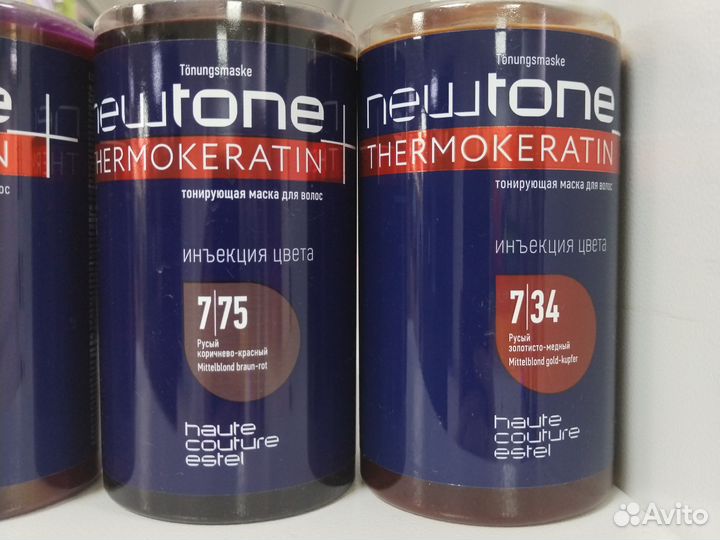 Tönungsmaske
newtone
THERMOKERATIN
тонирующая маска для волос
инъекция цвета
7|75
Русый
коричнево-красный
Mittelblond braun-rot
haute
couture
estel
Tönungsmaske
newtone
THERMOKERATIN
тонирующая маска для волос
инъекция цвета
7|34
Русый
золотисто-медный
Mittelblond gold-kupfer
haute
couture
estel
Avito